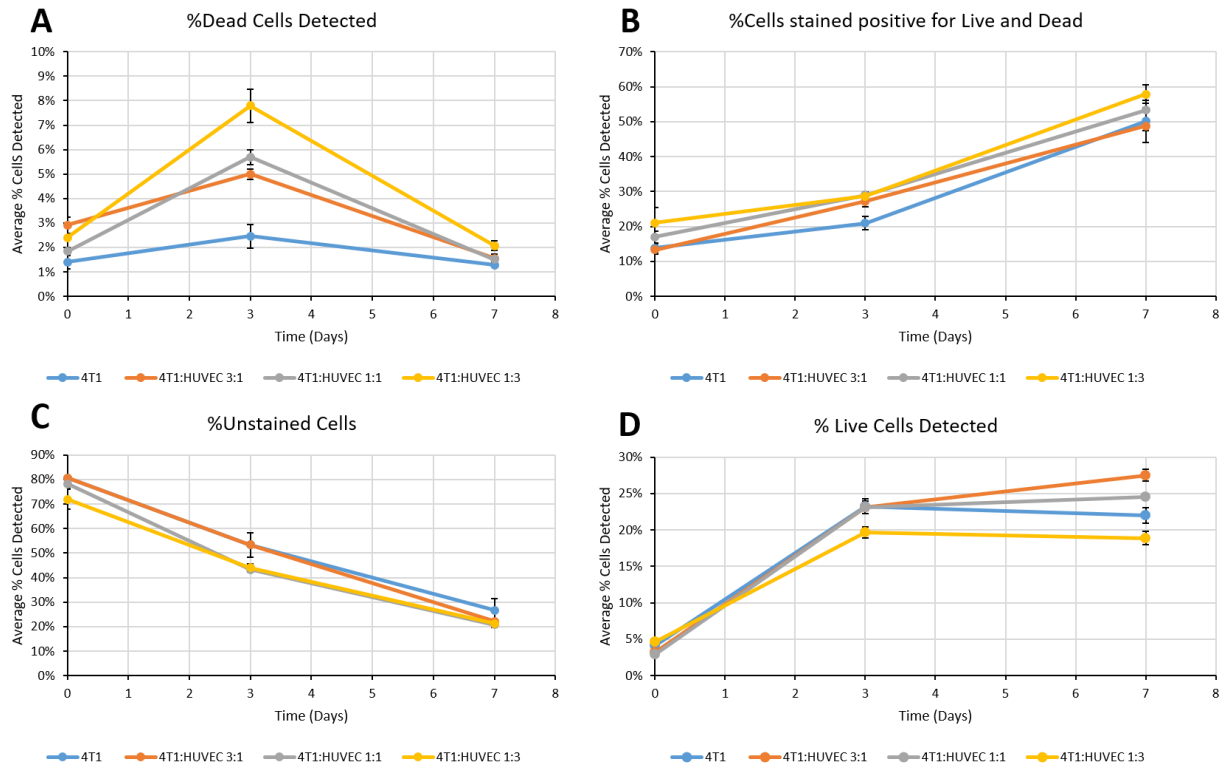 A
%Dead Cells Detected
10%
9%
8%
7%
6%
5%
4%
3%
2%
1%
0%
Average % Cells Detected
0 1 2 3 4 5 6 7 8
Time (Days)
4T1 4T1:HUVEC 3:1 4T1:HUVEC 1:1 4T1:HUVEC 1:3
B
%Cells stained positive for Live and Dead
70%
60%
50%
40%
30%
20%
10%
0%
Average % Cells Detected
0 1 2 3 4 5 6 7 8
Time (Days)
4T1 4T1:HUVEC 3:1 4T1:HUVEC 1:1 4T1:HUVEC 1:3
C
%Unstained Cells
90%
80%
70%
60%
50%
40%
30%
20%
10%
0%
Average % Cells Detected
0 1 2 3 4 5 6 7 8
Time (Days)
4T1 4T1:HUVEC 3:1 4T1:HUVEC 1:1 4T1:HUVEC 1:3
D
% Live Cells Detected
30%
25%
20%
15%
10%
5%
0%
Average % Cells Detected
0 1 2 3 4 5 6 7 8
Time (Days)
4T1 4T1:HUVEC 3:1 4T1:HUVEC 1:1 4T1:HUVEC 1:3